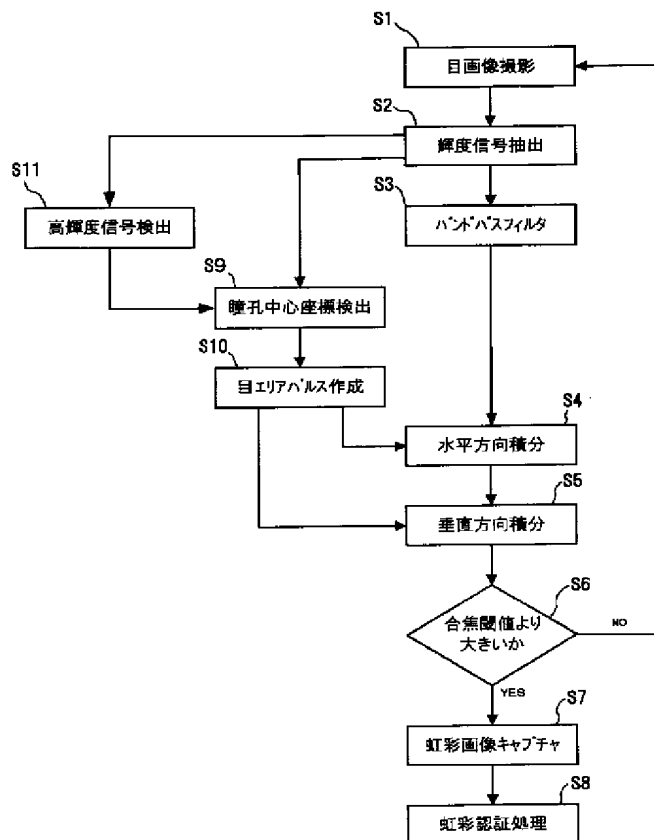 S1
目画像撮影
S2
輝度信号抽出
S11
高輝度信号検出
S3
バンドパスフィルタ
S9
瞳孔中心座標検出
S10
目エリアパルス作成
S4
水平方向積分
S5
垂直方向積分
S6
合焦閾値より
大きいか
NO
YES
S7
虹彩画像キャプチャ
S8
虹彩認証処理